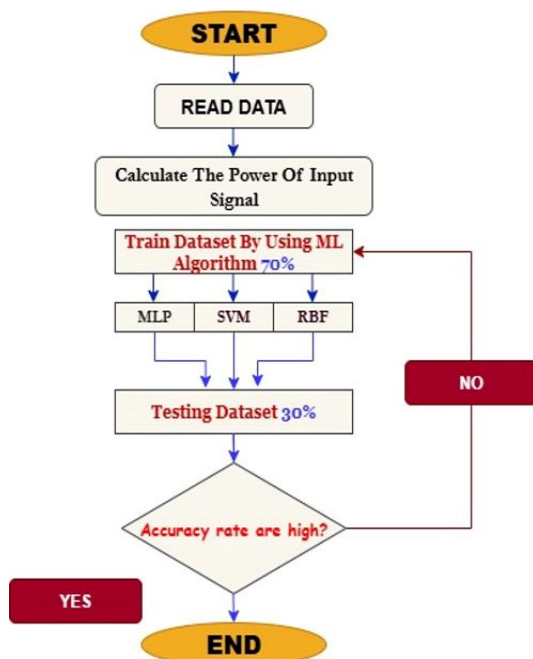 START
READ DATA
Calculate The Power Of Input
Signal
Train Dataset By Using ML
Algorithm 70%
MLP
SVM
RBF
NO
Testing Dataset 30%
Accuracy rate are high?
YES
END